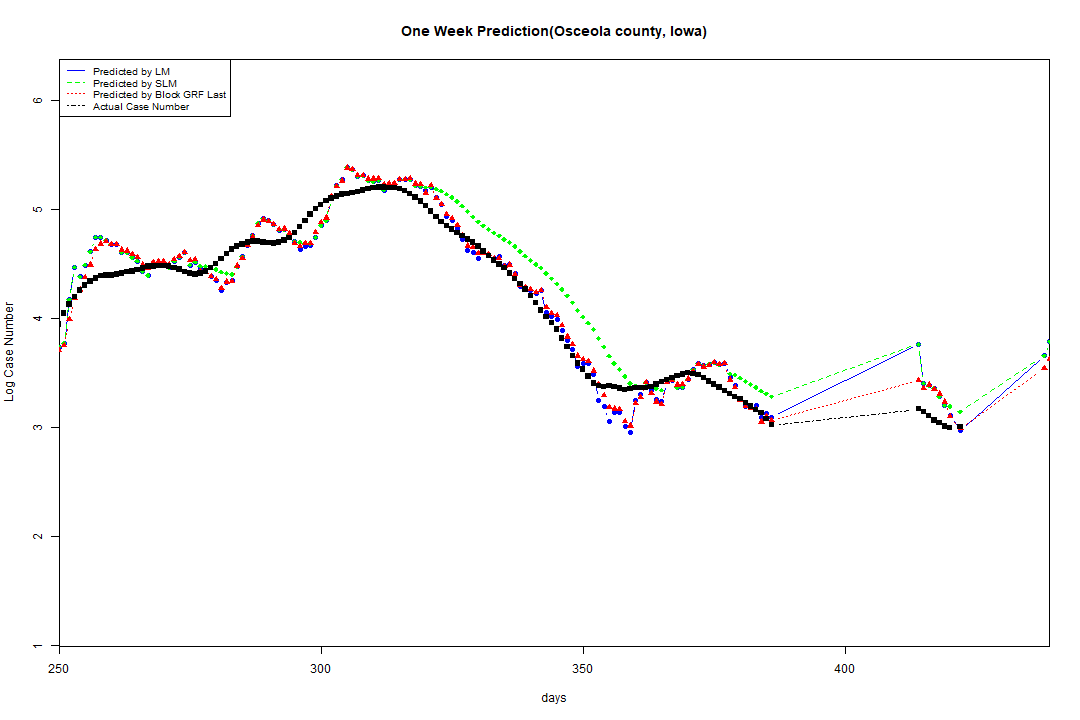 One Week Prediction(Osceola county, Iowa)
Predicted by LM
Predicted by SLM
Predicted by Block GRF Last
Actual Case Number
6
5
4
3
2
1
Log Case Number
250 300 350 400
days